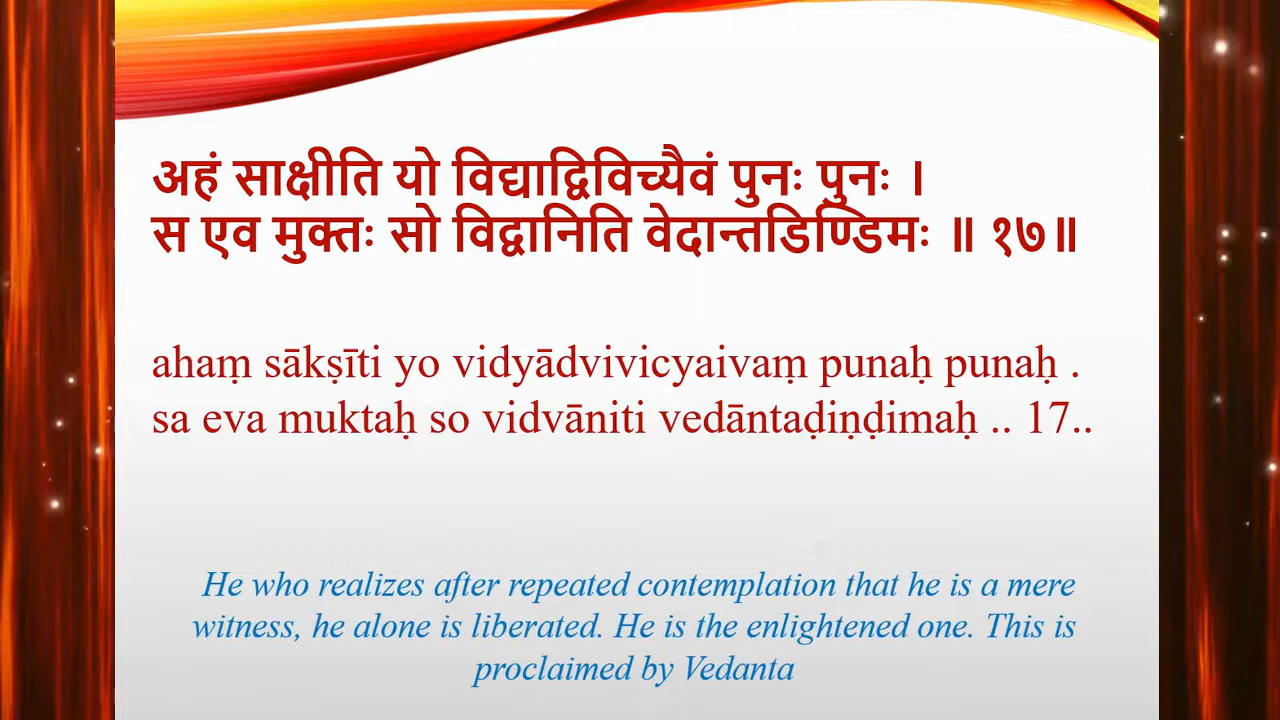 अहं साक्षीति यो विद्याद्विविच्यैवं पुनः पुनः ।
स एव मुक्तः सो विद्वानिति वेदान्तडिण्डिमः ॥ १७॥
ahaṃ sākṣīti yo vidyādvivicyaivaṃ punaḥ punaḥ .
sa eva muktaḥ so vidvāniti vedāntaḍiṇḍimaḥ .. 17..
He who realizes after repeated contemplation that he is a mere
witness, he alone is liberated. He is the enlightened one. This is
proclaimed by Vedanta